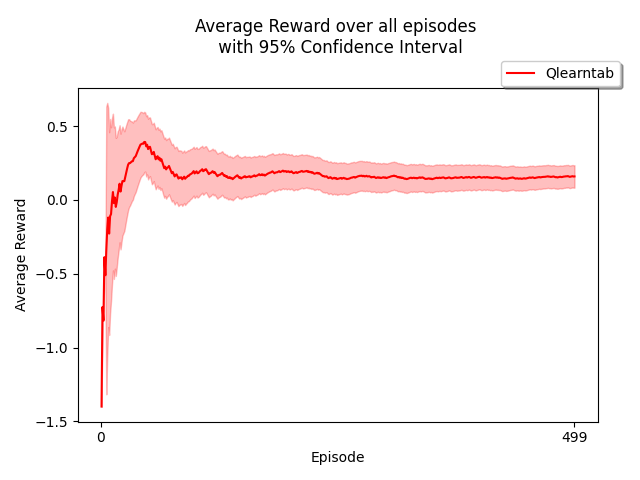 Average Reward over all episodes
with 95% Confidence Interval
Qlearntab
0.5
0.0
−0.5
−1.0
−1.5
Average Reward
0
499
Episode